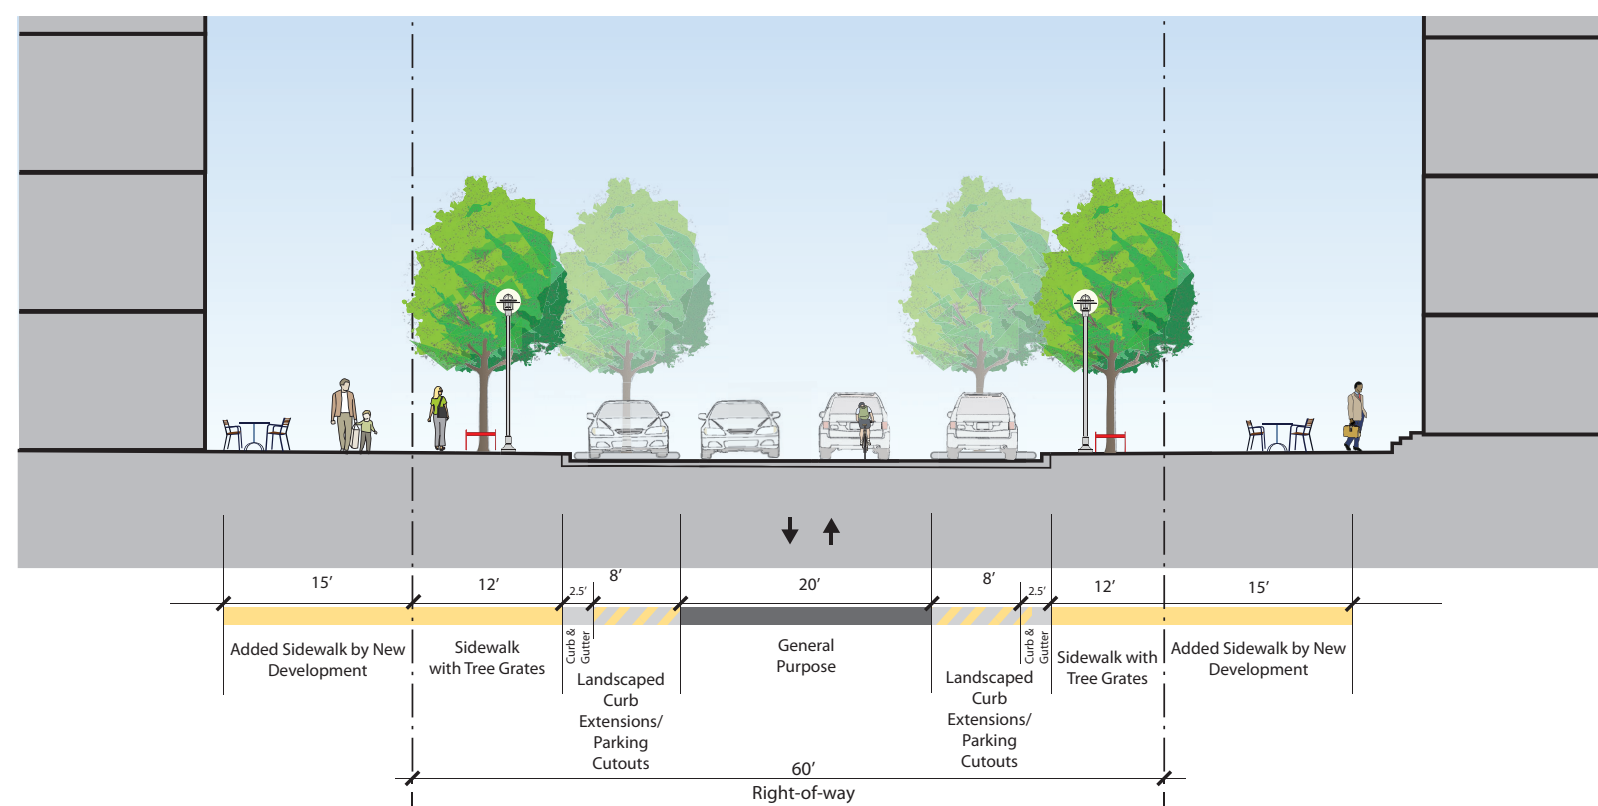 15’
12’
2.5’
8’
20’
8’
2.5’
12’
15’
Added Sidewalk by New
Development
Sidewalk
with Tree Grates
Curb &
Gutter
Landscaped
Curb
Extensions/
Parking
Cutouts
General
Purpose
Landscaped
Curb
Extensions/
Parking
Cutouts
Curb &
Gutter
Sidewalk with
Tree Grates
Added Sidewalk by New
Development
60’
Right-of-way